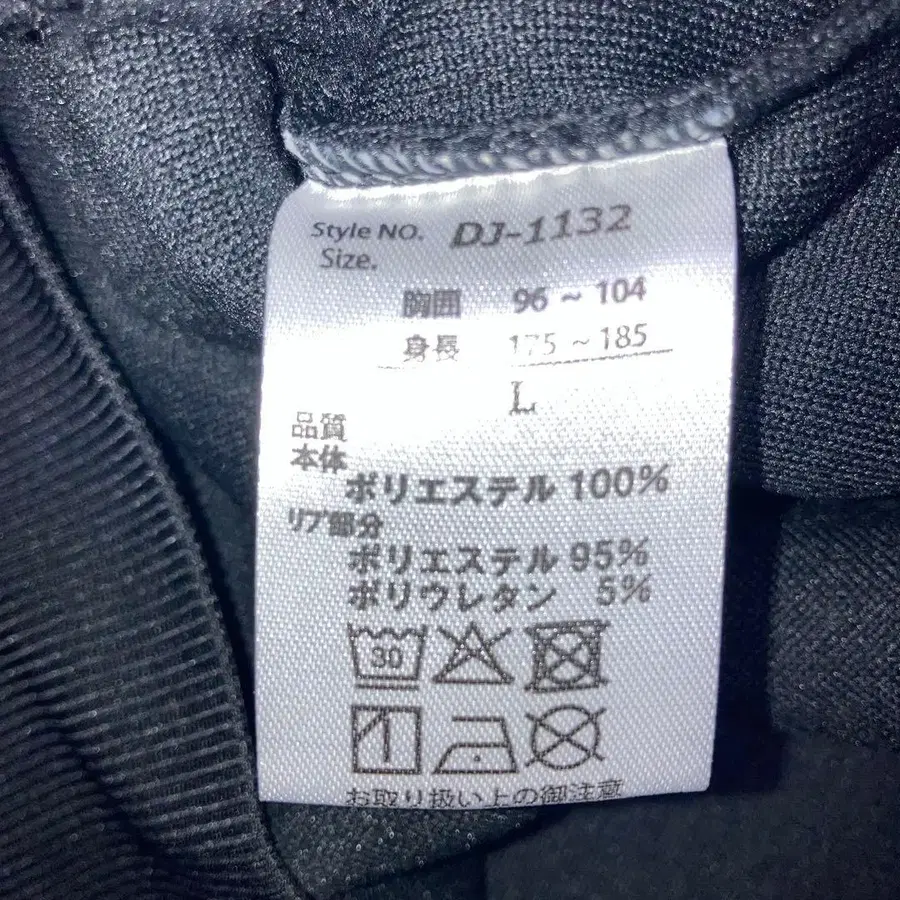 Style NO. DJ-1132
Size.
胸囲 96 ~ 104
身長 175 ~ 185
L
品質
本体
ポリエステル 100%
リブ部分
ポリエステル 95%
ポリウレタン 5%
30
お取り扱い上の御注意